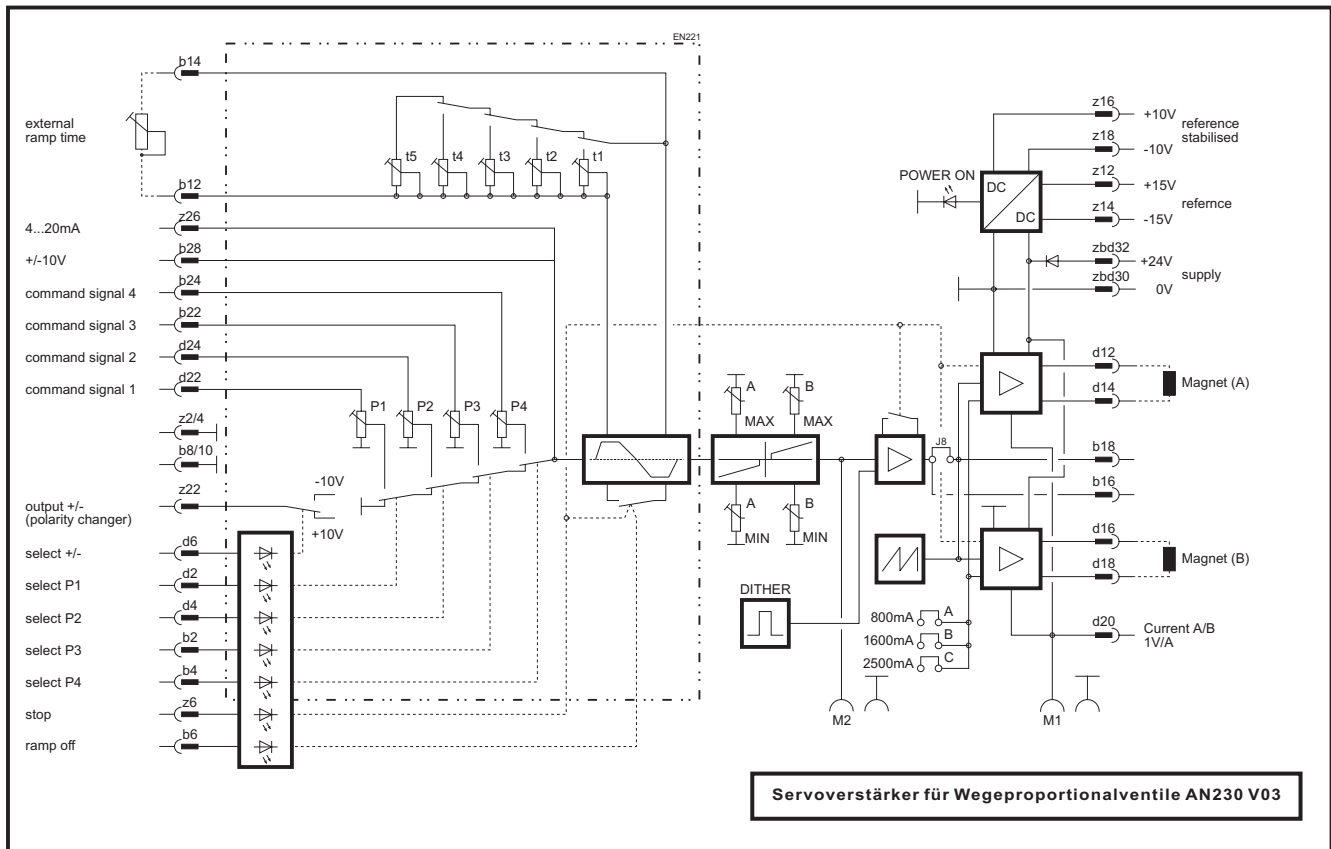 EN221
b14
external
ramp time
t5 t4 t3 t2 t1
b12
z26
4...20mA
b28
+/-10V
b24
command signal 4
b22
command signal 3
d24
command signal 2
d22
command signal 1
P1 P2 P3 P4
z2/4
b8/10
z22
output +/-
(polarity changer)
-10V
+10V
d6
select +/-
d2
select P1
d4
select P2
b2
select P3
b4
select P4
z6
stop
b6
ramp off
A B
MAX MAX
A B
MIN MIN
DITHER
J8
800mA A
1600mA B
2500mA C
M2
M1
POWER ON
DC
DC
z16
+10V
reference
stabilised
z18
-10V
z12
+15V
refernce
z14
-15V
zbd32
+24V
supply
zbd30
0V
d12
Magnet (A)
d14
b18
b16
d16
Magnet (B)
d18
d20
Current A/B
1V/A
Servoverstärker für Wegeproportionalventile AN230 V03